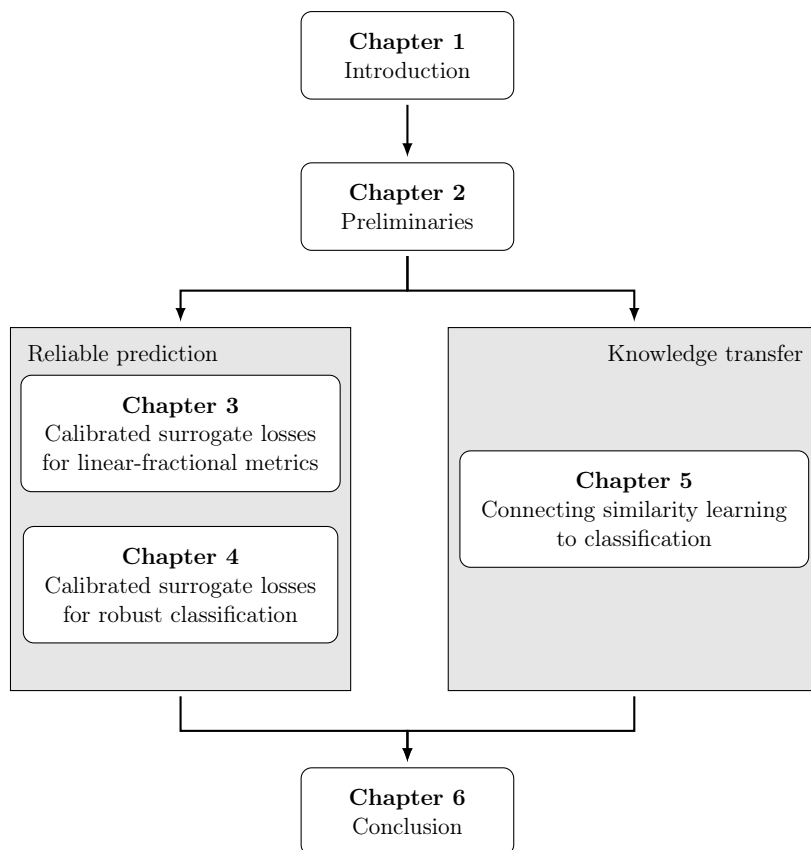 Chapter 1
Introduction
Chapter 2
Preliminaries
Reliable prediction
Chapter 3
Calibrated surrogate losses
for linear-fractional metrics
Chapter 4
Calibrated surrogate losses
for robust classification
Knowledge transfer
Chapter 5
Connecting similarity learning
to classification
Chapter 6
Conclusion